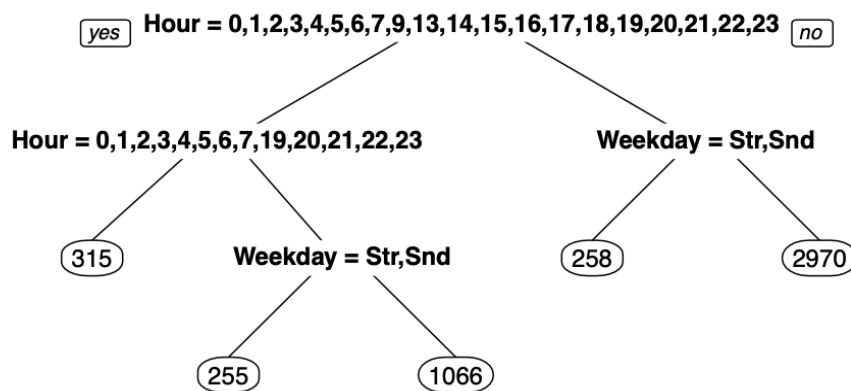 yes Hour = 0,1,2,3,4,5,6,7,9,13,14,15,16,17,18,19,20,21,22,23 no
Hour = 0,1,2,3,4,5,6,7,19,20,21,22,23 Weekday = Str,Snd
315 Weekday = Str,Snd 258 2970
255 1066